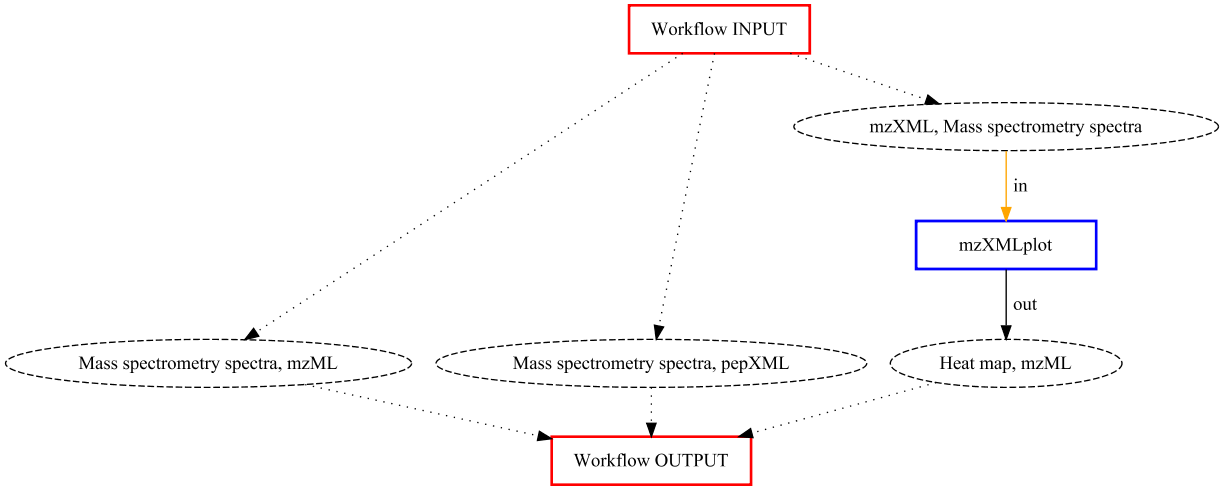 Workflow INPUT
mzXML, Mass spectrometry spectra
in
mzXMLplot
out
Mass spectrometry spectra, mzML
Mass spectrometry spectra, pepXML
Heat map, mzML
Workflow OUTPUT